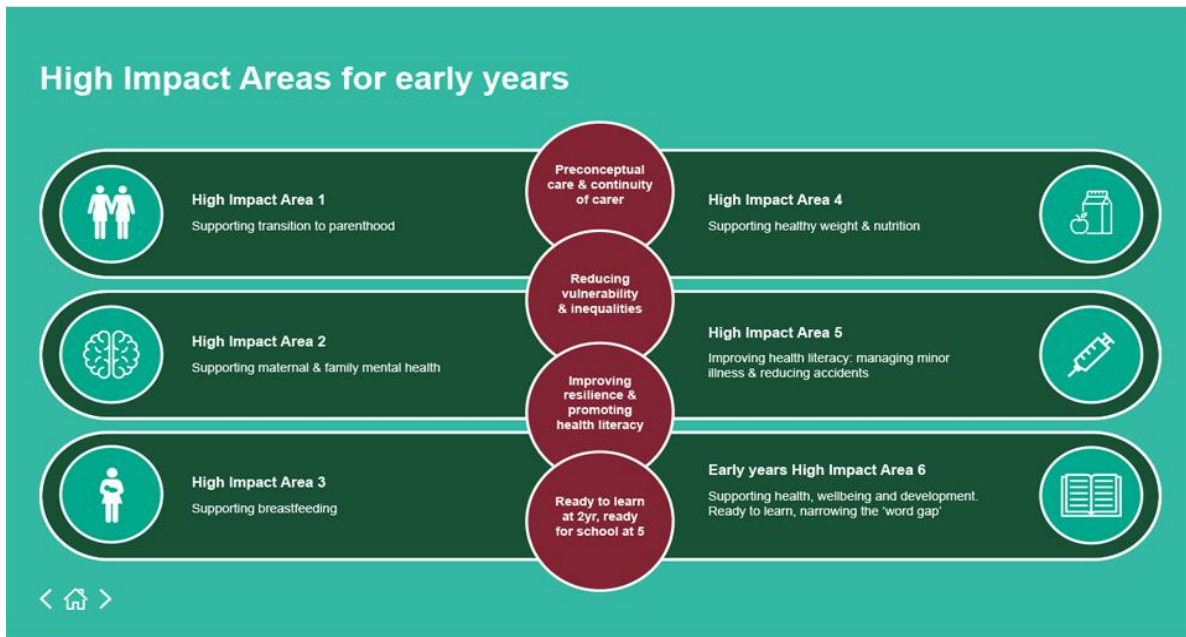 High Impact Areas for early years
High Impact Area 1
Supporting transition to parenthood
High Impact Area 2
Supporting maternal & family mental health
High Impact Area 3
Supporting breastfeeding
Preconceptual
care & continuity
of carer
Reducing
vulnerability
& inequalities
Improving
resilience &
promoting
health literacy
Ready to learn
at 2yr, ready
for school at 5
High Impact Area 4
Supporting healthy weight & nutrition
High Impact Area 5
Improving health literacy: managing minor
illness & reducing accidents
Early years High Impact Area 6
Supporting health, wellbeing and development.
Ready to learn, narrowing the ‘word gap’